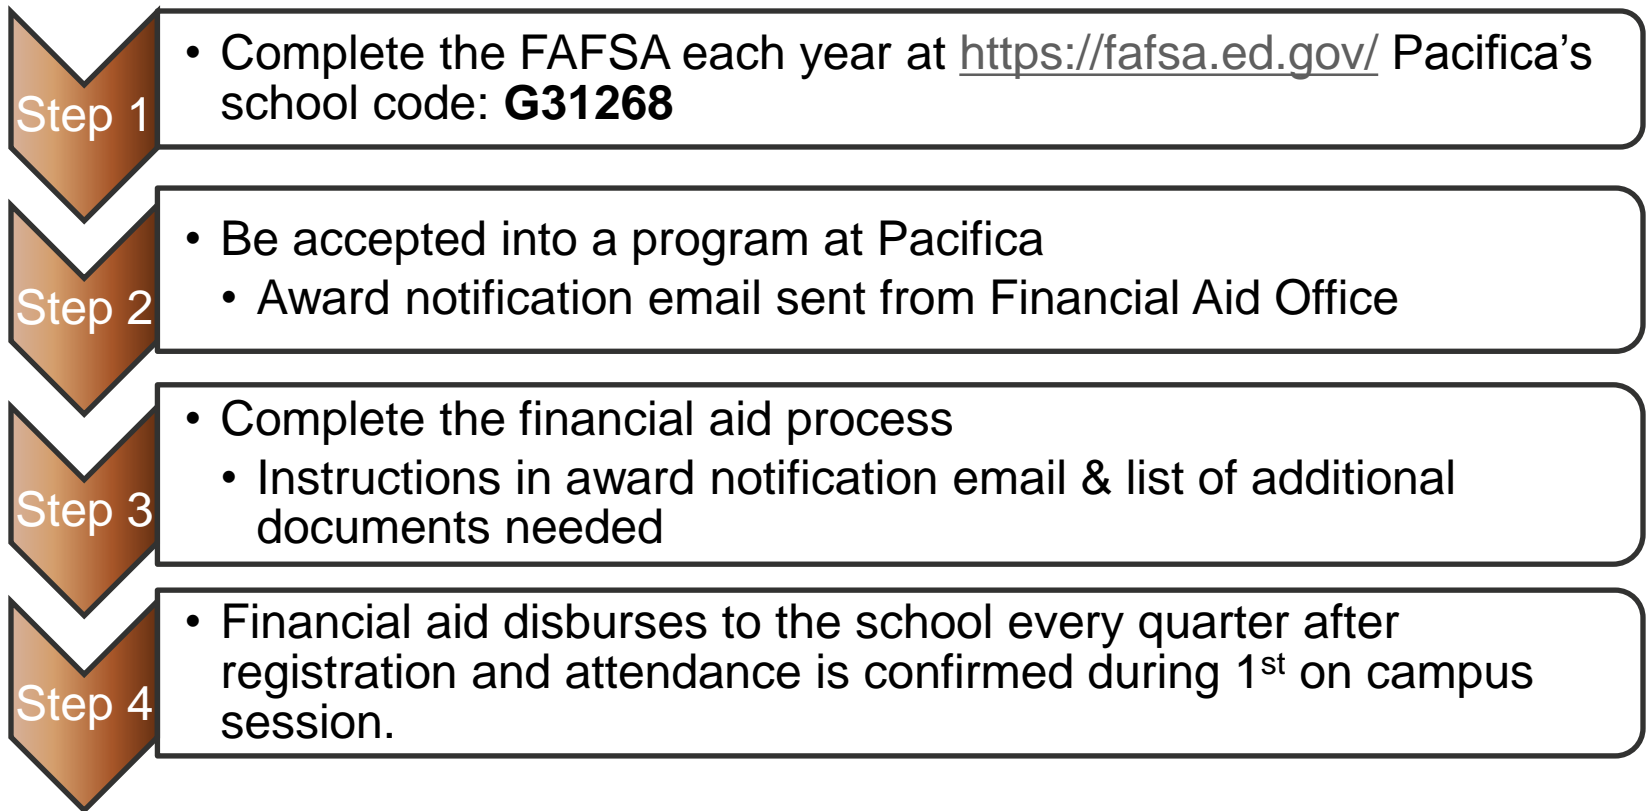 Step 1
• Complete the FAFSA each year at https://fafsa.ed.gov/ Pacifica’s
school code: G31268
Step 2
• Be accepted into a program at Pacifica
• Award notification email sent from Financial Aid Office
Step 3
• Complete the financial aid process
• Instructions in award notification email & list of additional
documents needed
Step 4
• Financial aid disburses to the school every quarter after
registration and attendance is confirmed during 1st on campus
session.